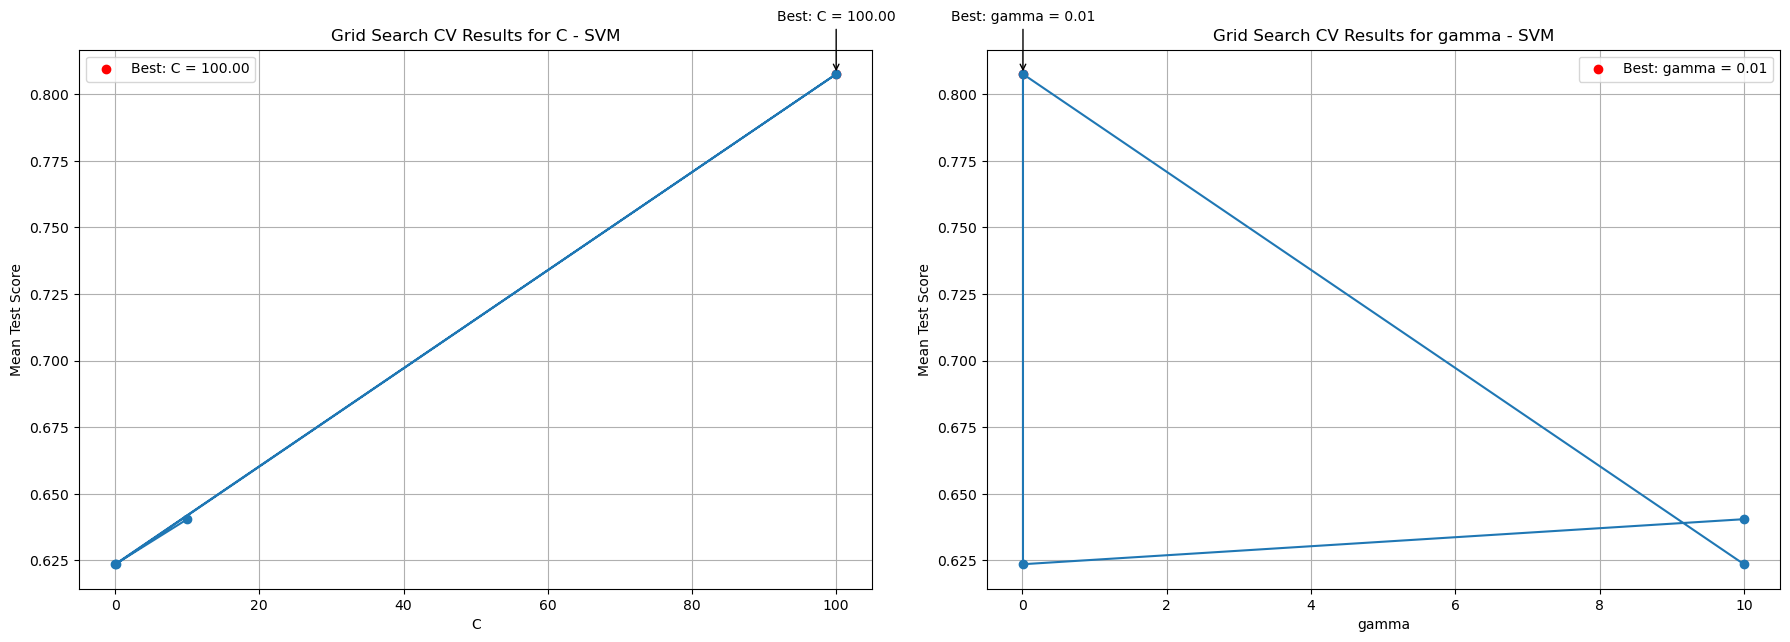 Best: C = 100.00
Grid Search CV Results for C - SVM
Best: C = 100.00
Mean Test Score
0.800
0.775
0.750
0.725
0.700
0.675
0.650
0.625
0
20
40
60
80
100
C
Best: gamma = 0.01
Grid Search CV Results for gamma - SVM
Best: gamma = 0.01
Mean Test Score
0.800
0.775
0.750
0.725
0.700
0.675
0.650
0.625
0
2
4
6
8
10
gamma